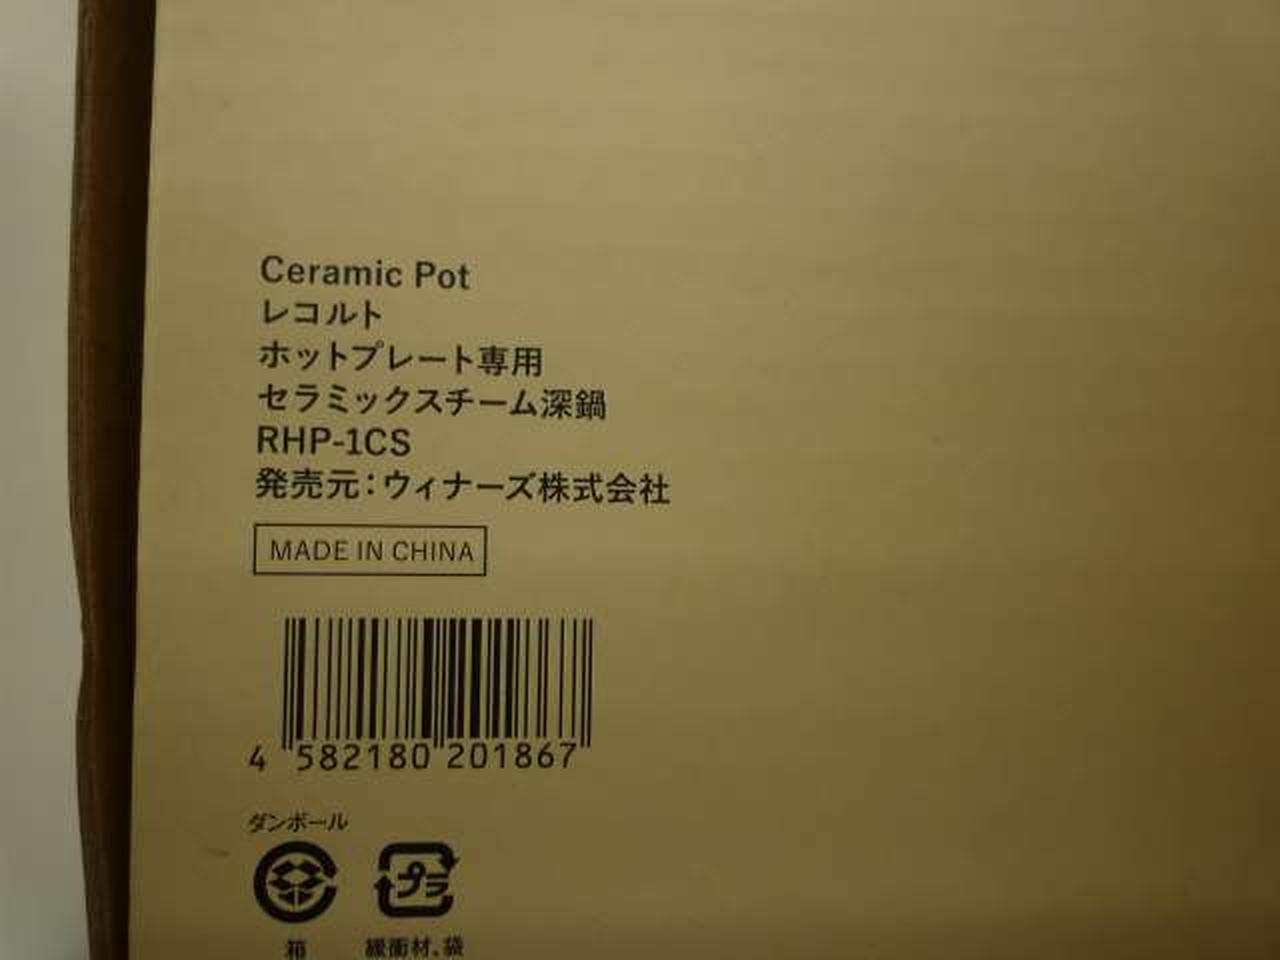 Ceramic Pot
レコルト
ホットプレート専用
セラミックスチーム深鍋
RHP-1CS
発売元：ウィナーズ株式会社
MADE IN CHINA
4 582180 201867
ダンボール
プラ
箱 緩衝材、袋